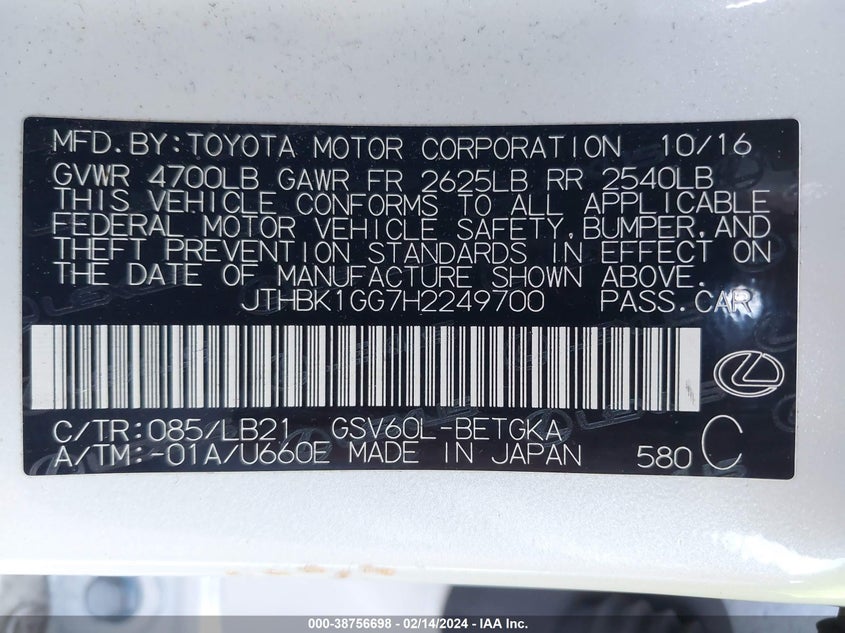 MFD.BY:TOYOTA MOTOR CORPORATION 10/16
GVWR 4700LB GAWR FR 2625LB RR 2540LB
THIS VEHICLE CONFORMS TO ALL APPLICABLE
FEDERAL MOTOR VEHICLE SAFETY, BUMPER, AND
THEFT PREVENTION STANDARDS IN EFFECT ON
THE DATE OF MANUFACTURE SHOWN ABOVE.
JTHBK1GG7H2249700 PASS.CAR
C/TR:085/LB21 GSV60L-BETGKA
A/TM:-01A/U660E MADE IN JAPAN 580 C
000-38756698 - 02/14/2024 - IAA Inc.